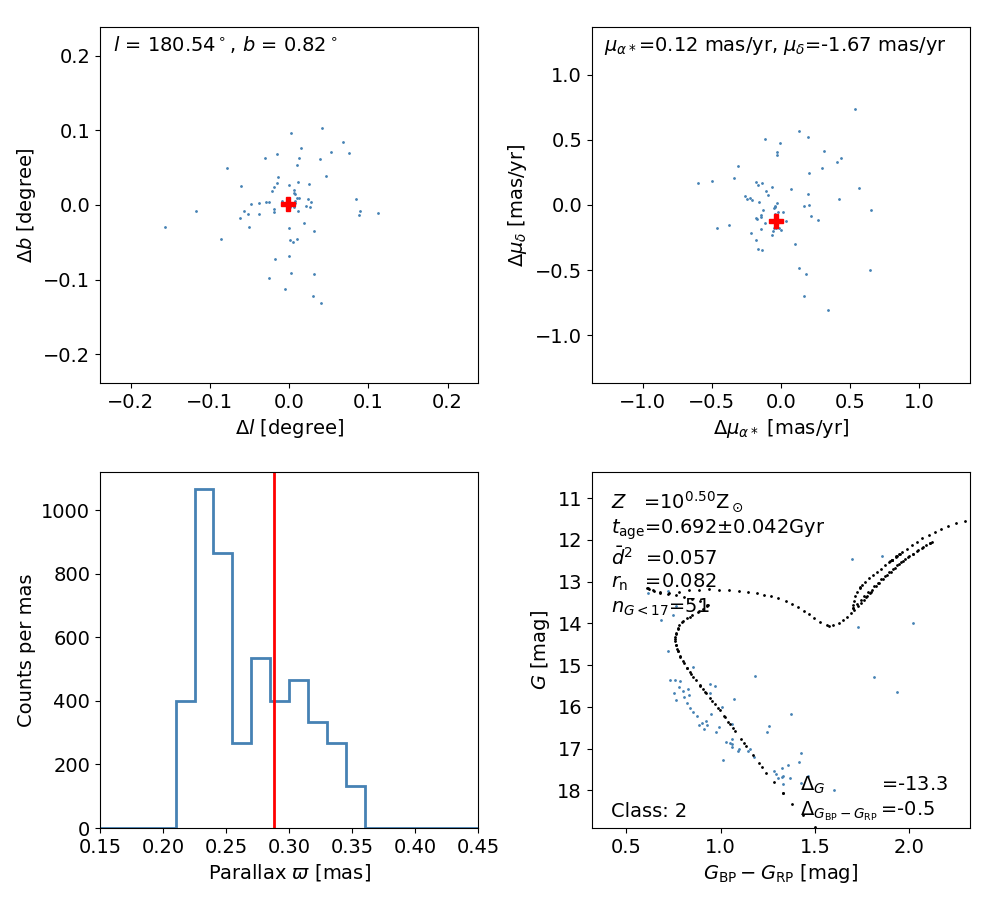 l = 180.54°, b = 0.82°
0.2
0.1
0.0
−0.1
−0.2
Δb [degree]
−0.2 −0.1 0.0 0.1 0.2
Δl [degree]
μα*=0.12 mas/yr, μδ=-1.67 mas/yr
1.0
0.5
0.0
−0.5
−1.0
Δμδ [mas/yr]
−1.0 −0.5 0.0 0.5 1.0
Δμα* [mas/yr]
1000
800
600
400
200
0
Counts per mas
0.15 0.20 0.25 0.30 0.35 0.40 0.45
Parallax ϖ [mas]
Z =10^0.50 Z⊙
t_age=0.692±0.042Gyr
d̄² =0.057
r_n =0.082
n_G<17=51
11
12
13
14
15
16
17
18
G [mag]
Δ_G =-13.3
Δ_GBP−GRP =-0.5
Class: 2
0.5 1.0 1.5 2.0
G_BP − G_RP [mag]